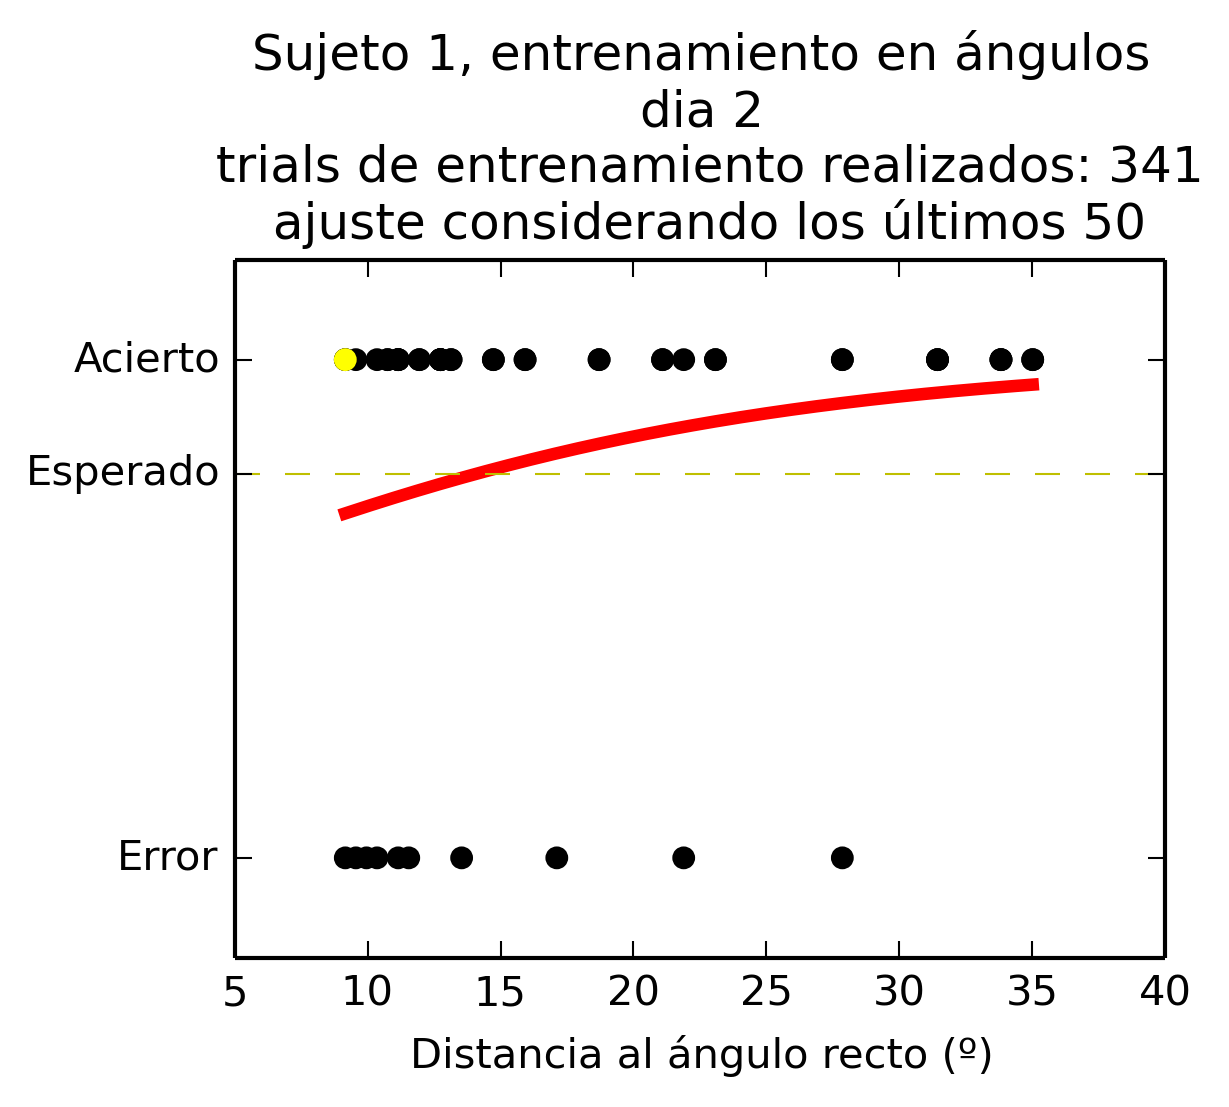 Sujeto 1, entrenamiento en ángulos
dia 2
trials de entrenamiento realizados: 341
ajuste considerando los últimos 50
Acierto
Esperado
Error
5 10 15 20 25 30 35 40
Distancia al ángulo recto (º)